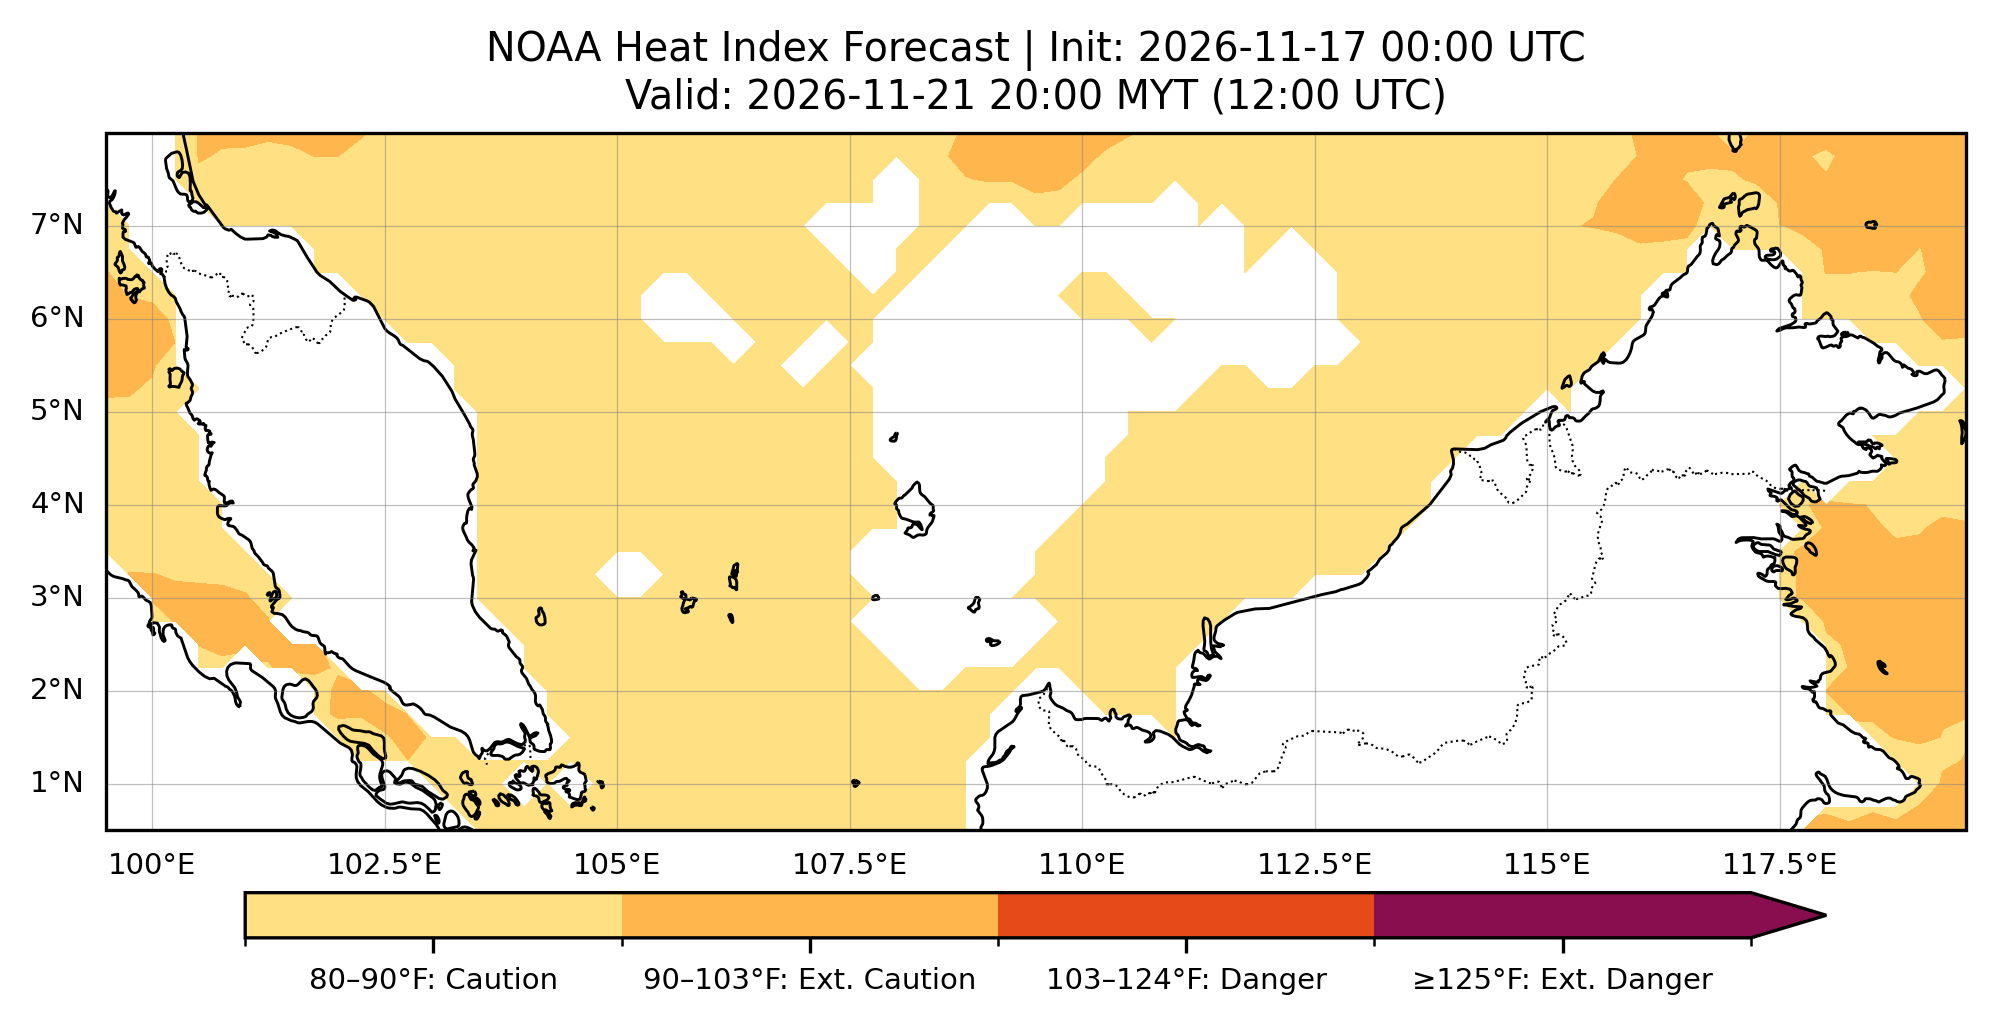 NOAA Heat Index Forecast | Init: 2026-11-17 00:00 UTC
Valid: 2026-11-21 20:00 MYT (12:00 UTC)
7°N
6°N
5°N
4°N
3°N
2°N
1°N
100°E
102.5°E
105°E
107.5°E
110°E
112.5°E
115°E
117.5°E
80–90°F: Caution
90–103°F: Ext. Caution
103–124°F: Danger
≥125°F: Ext. Danger